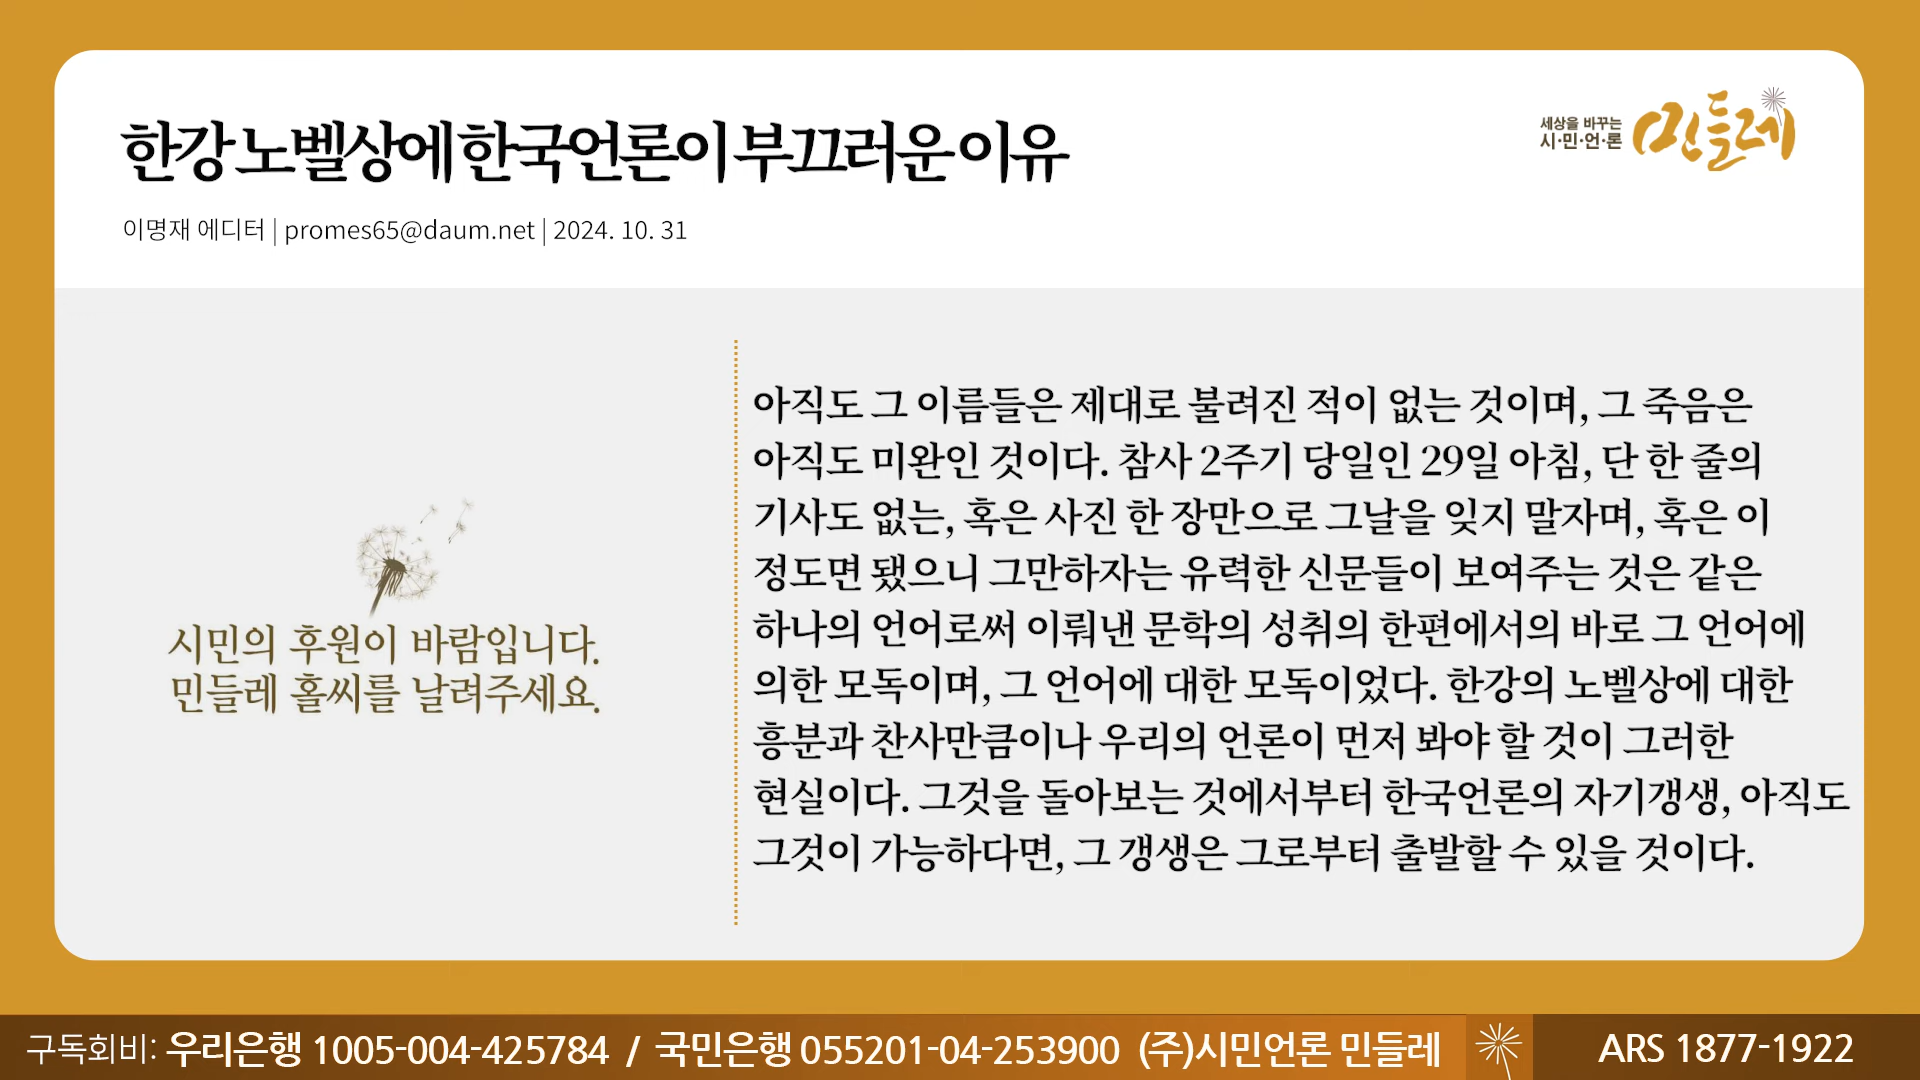 한강 노벨상에 한국언론이 부끄러운 이유
세상을 바꾸는
시·민·언·론
민들레
이명재 에디터 | promes65@daum.net | 2024. 10. 31
시민의 후원이 바람입니다.
민들레 홀씨를 날려주세요.
아직도 그 이름들은 제대로 불려진 적이 없는 것이며, 그 죽음은
아직도 미완인 것이다. 참사 2주기 당일인 29일 아침, 단 한 줄의
기사도 없는, 혹은 사진 한 장만으로 그날을 잊지 말자며, 혹은 이
정도면 됐으니 그만하자는 유력한 신문들이 보여주는 것은 같은
하나의 언어로써 이뤄낸 문학의 성취의 한편에서의 바로 그 언어에
의한 모독이며, 그 언어에 대한 모독이었다. 한강의 노벨상에 대한
흥분과 찬사만큼이나 우리의 언론이 먼저 봐야 할 것이 그러한
현실이다. 그것을 돌아보는 것에서부터 한국언론의 자기갱생, 아직도
그것이 가능하다면, 그 갱생은 그로부터 출발할 수 있을 것이다.
구독회비: 우리은행 1005-004-425784 / 국민은행 055201-04-253900 (주)시민언론 민들레
ARS 1877-1922